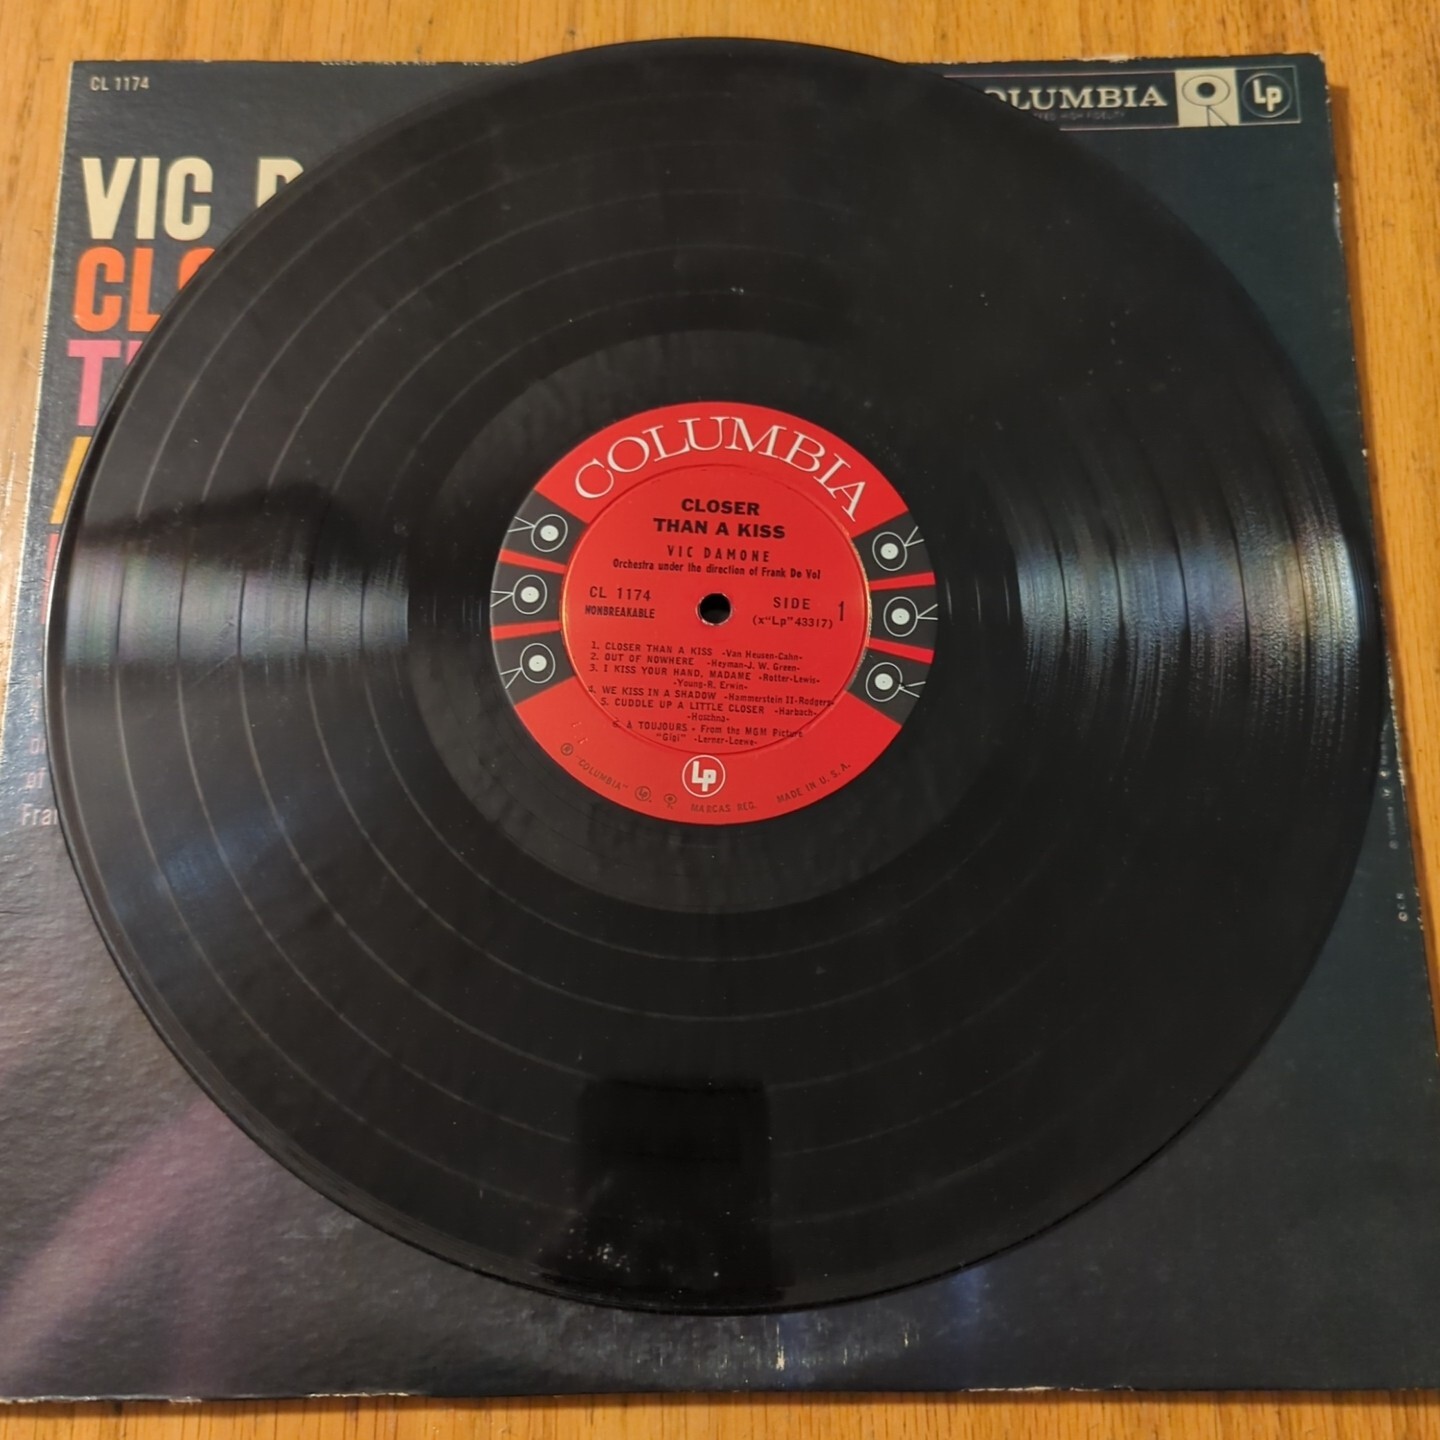 CL 1174
COLUMBIA
Lp
VIC
COLUMBIA
CLOSER
THAN A KISS
VIC DAMONE
Orchestra under the direction of Frank De Vol
CL 1174
NONBREAKABLE
SIDE 1
(x"Lp"43317)
1. CLOSER THAN A KISS -Van Heusen-Cahn-
2. OUT OF NOWHERE -Heyman-J. W. Green-
3. I KISS YOUR HAND, MADAME -Rotter-Lewis-
-Young-R. Erwin-
4. WE KISS IN A SHADOW -Hammerstein II-Rodgers-
5. CUDDLE UP A LITTLE CLOSER -Harbach-
-Hoschna-
6. A TOUJOURS - From the MGM Picture
"Gigi" -Lerner-Loewe-
Lp
® "COLUMBIA" MARCAS REG. MADE IN U. S. A.